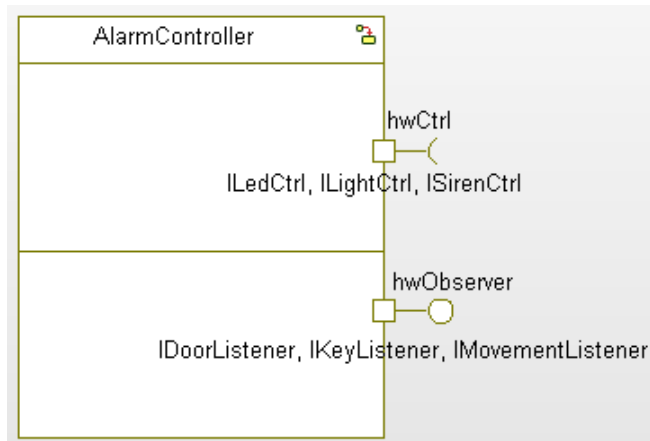 AlarmController
hwCtrl
ILedCtrl, ILightCtrl, ISirenCtrl
hwObserver
IDoorListener, IKeyListener, IMovementListener